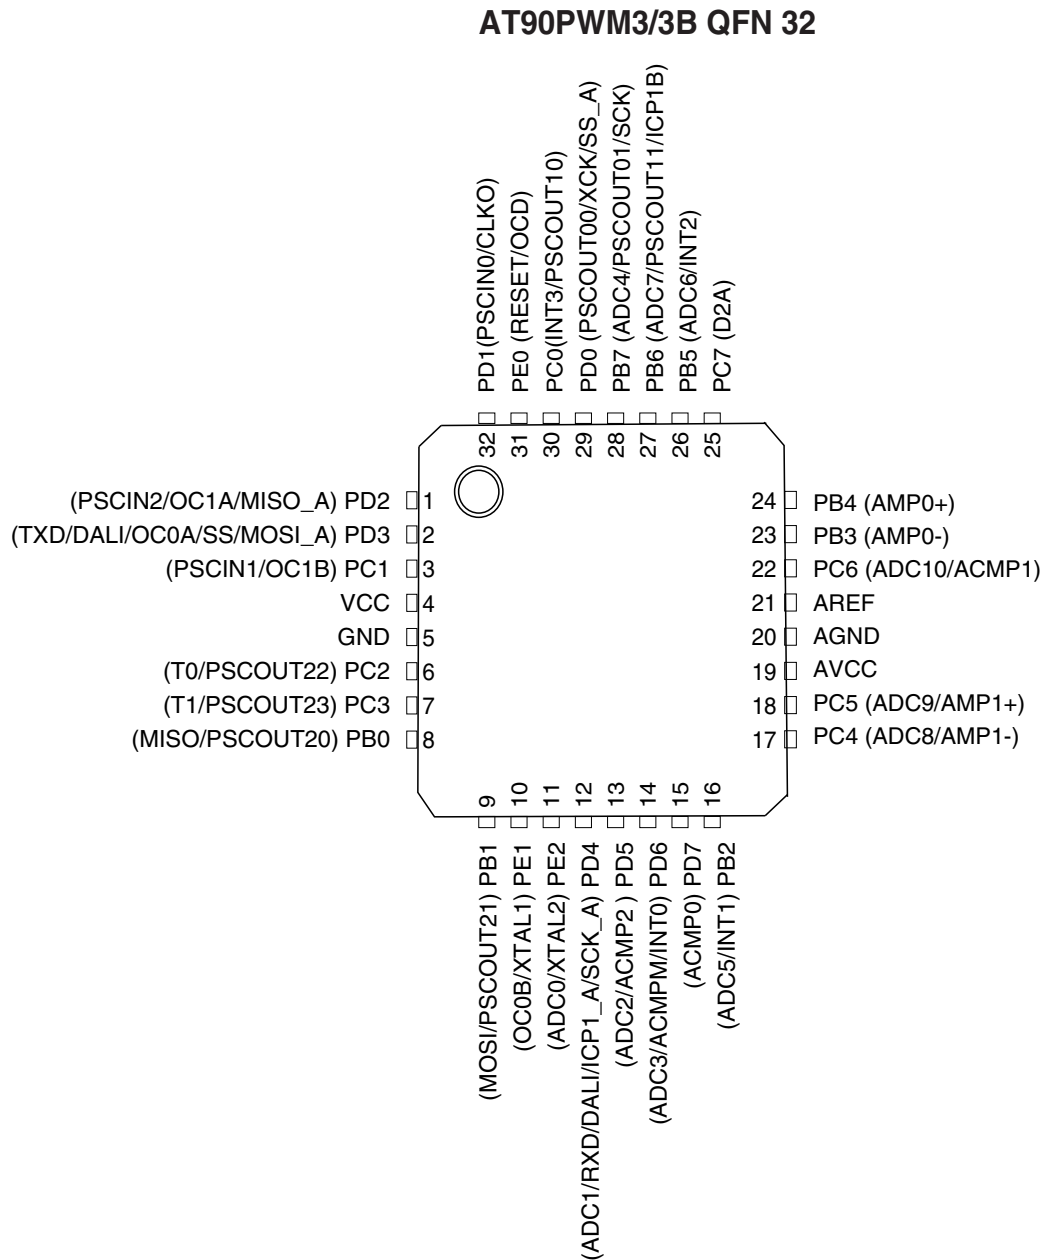 AT90PWM3/3B QFN 32
PD1(PSCIN0/CLKO)
PE0 (RESET/OCD)
PC0(INT3/PSCOUT10)
PD0 (PSCOUT00/XCK/SS_A)
PB7 (ADC4/PSCOUT01/SCK)
PB6 (ADC7/PSCOUT11/ICP1B)
PB5 (ADC6/INT2)
PC7 (D2A)
32
31
30
29
28
27
26
25
(PSCIN2/OC1A/MISO_A) PD2 1
(TXD/DALI/OC0A/SS/MOSI_A) PD3 2
(PSCIN1/OC1B) PC1 3
VCC 4
GND 5
(T0/PSCOUT22) PC2 6
(T1/PSCOUT23) PC3 7
(MISO/PSCOUT20) PB0 8
24 PB4 (AMP0+)
23 PB3 (AMP0-)
22 PC6 (ADC10/ACMP1)
21 AREF
20 AGND
19 AVCC
18 PC5 (ADC9/AMP1+)
17 PC4 (ADC8/AMP1-)
9
10
11
12
13
14
15
16
(MOSI/PSCOUT21) PB1
(OC0B/XTAL1) PE1
(ADC0/XTAL2) PE2
(ADC1/RXD/DALI/ICP1_A/SCK_A) PD4
(ADC2/ACMP2 ) PD5
(ADC3/ACMPM/INT0) PD6
(ACMP0) PD7
(ADC5/INT1) PB2